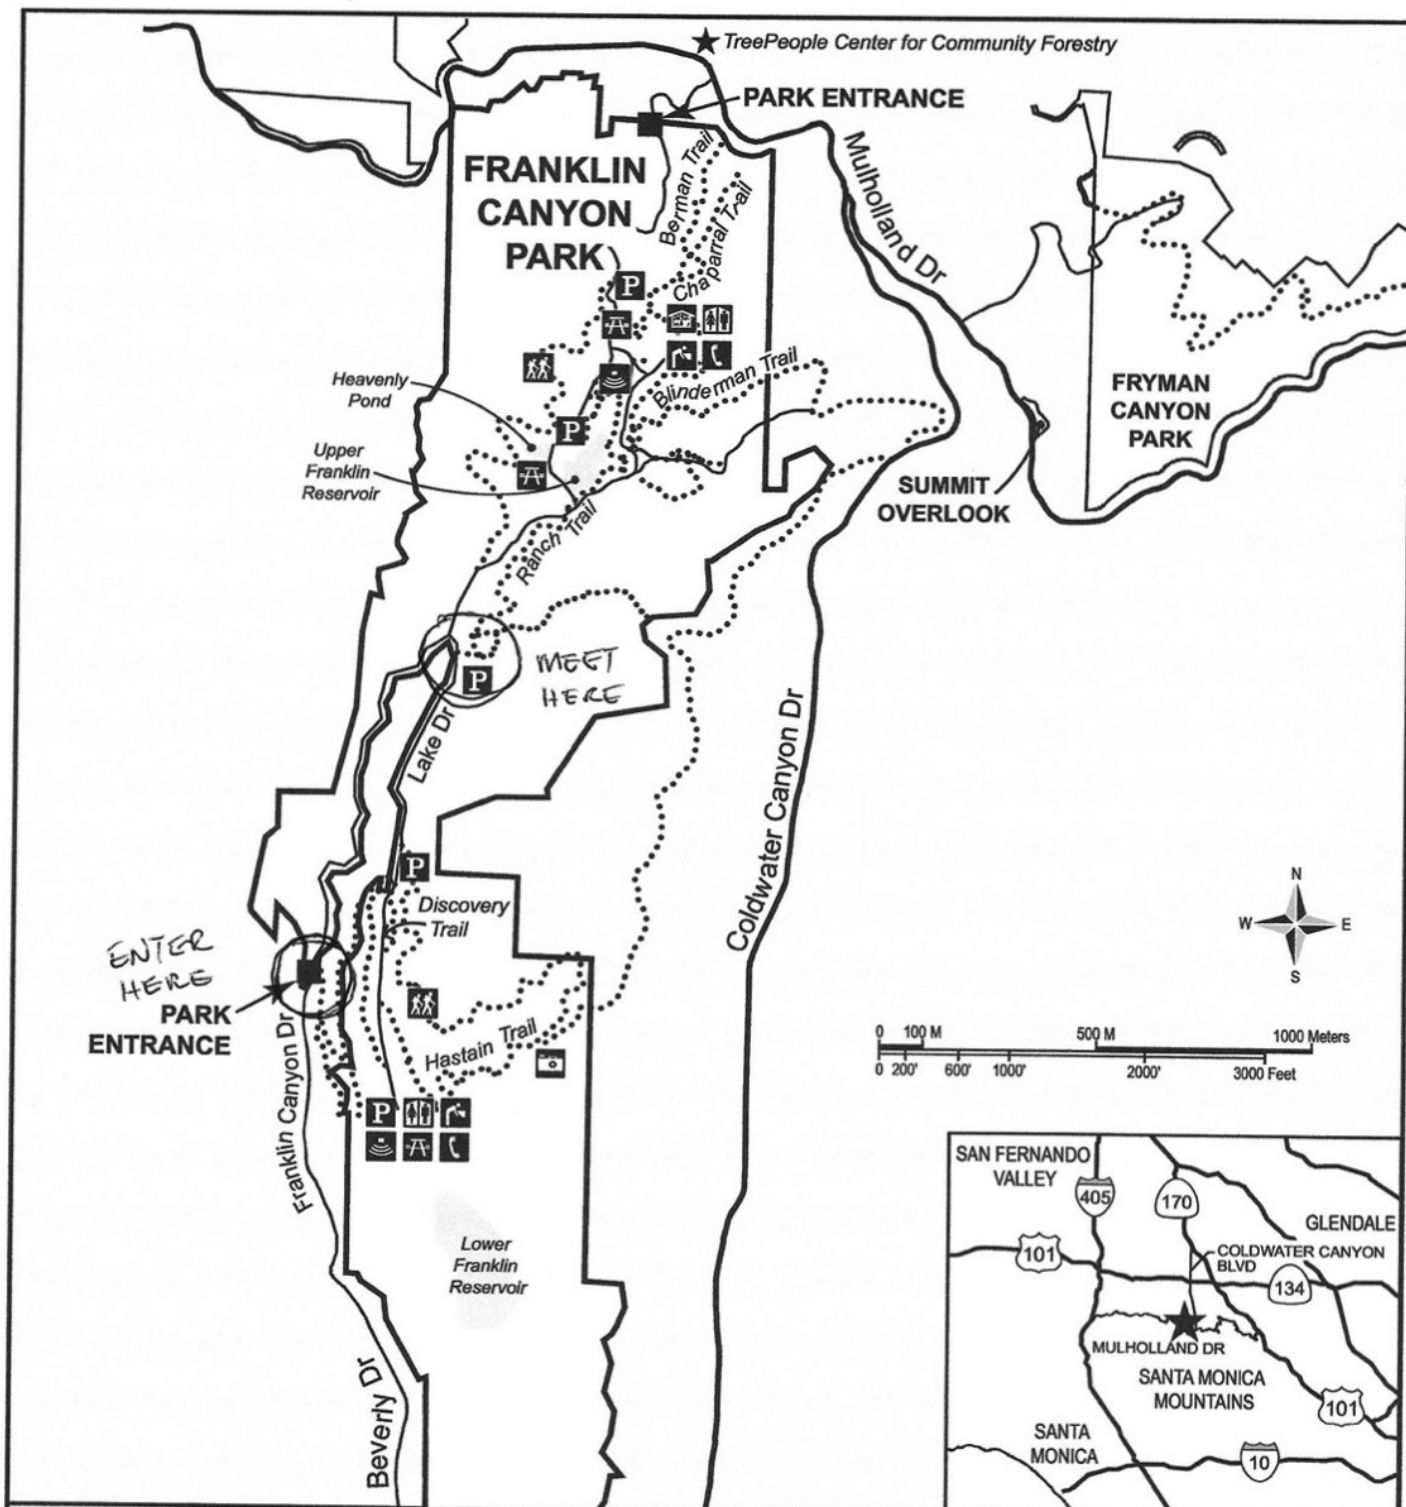 TreePeople Center for Community Forestry
PARK ENTRANCE
FRANKLIN
CANYON
PARK
Berman Trail
Chaparral Trail
Mulholland Dr
P
Heavenly
Pond
Blinderman Trail
FRYMAN
CANYON
PARK
P
Upper
Franklin
Reservoir
SUMMIT
OVERLOOK
Ranch Trail
MEET
HERE
P
Lake Dr
Coldwater Canyon Dr
P
Discovery
Trail
N
W E
S
ENTER
HERE
PARK
ENTRANCE
Franklin Canyon Dr
Hastain Trail
0 100 M 500 M 1000 Meters
0 200' 600' 1000' 2000' 3000 Feet
P
Lower
Franklin
Reservoir
Beverly Dr
SAN FERNANDO
VALLEY
405
170
GLENDALE
101
COLDWATER CANYON
BLVD
134
MULHOLLAND DR
SANTA MONICA
MOUNTAINS
101
SANTA
MONICA
10